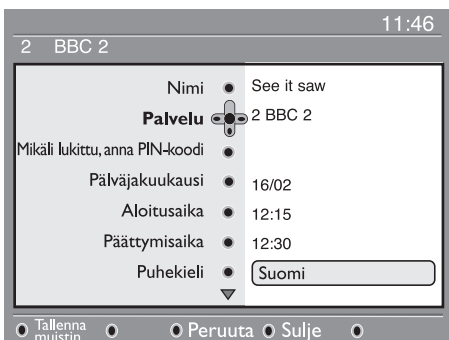 11:46
2 BBC 2
Nimi See it saw
Palvelu 2 BBC 2
Mikäli lukittu, anna PIN-koodi
Pälväjakuukausi 16/02
Aloitusaika 12:15
Päättymisaika 12:30
Puhekieli Suomi
Tallenna
muistin Peruuta Sulje